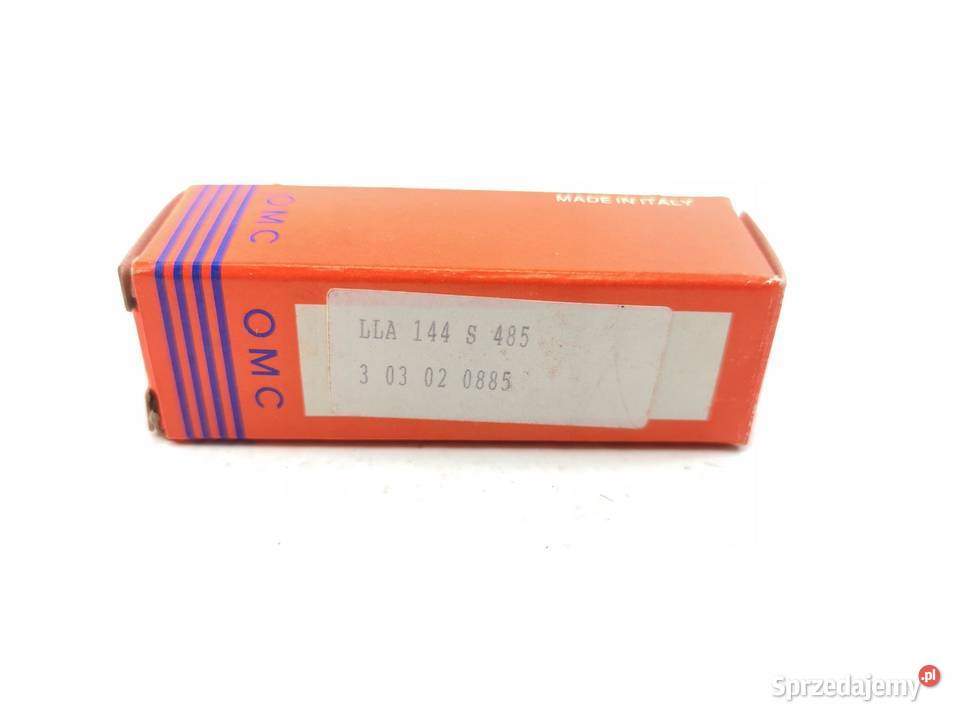 MADE IN ITALY
OMC
OMC
LLA 144 S 485
3 03 02 0885
Sprzedajemy.pl